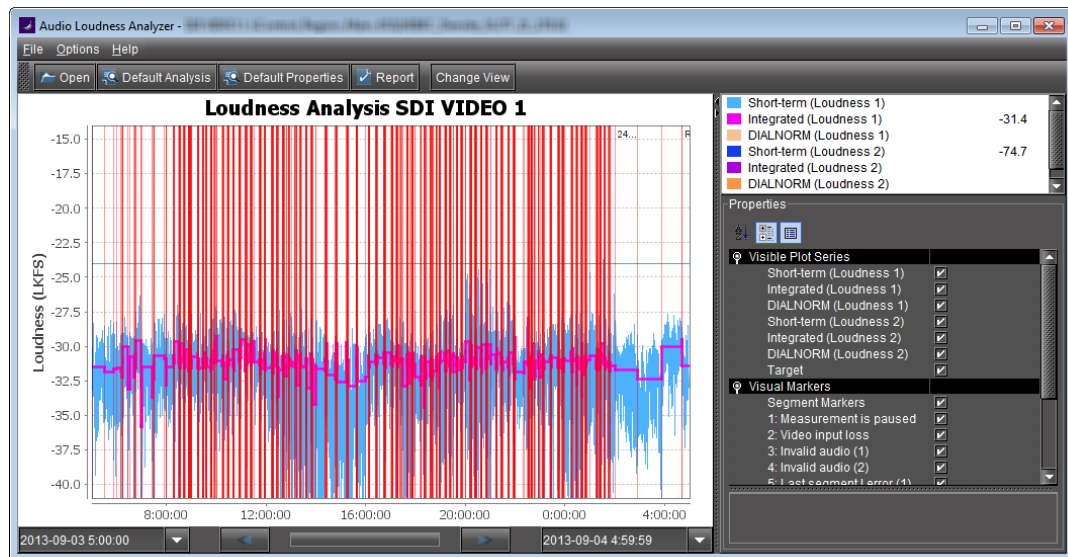 Audio Loudness Analyzer -
File Options Help
Open Default Analysis Default Properties Report Change View
Loudness Analysis SDI VIDEO 1
Loudness (LKFS)
-15.0
-17.5
-20.0
-22.5
-25.0
-27.5
-30.0
-32.5
-35.0
-37.5
-40.0
24...
R
8:00:00 12:00:00 16:00:00 20:00:00 0:00:00 4:00:00
2013-09-03 5:00:00
2013-09-04 4:59:59
Short-term (Loudness 1)
Integrated (Loudness 1) -31.4
DIALNORM (Loudness 1)
Short-term (Loudness 2) -74.7
Integrated (Loudness 2)
DIALNORM (Loudness 2)
Properties
Visible Plot Series
Short-term (Loudness 1)
Integrated (Loudness 1)
DIALNORM (Loudness 1)
Short-term (Loudness 2)
Integrated (Loudness 2)
DIALNORM (Loudness 2)
Target
Visual Markers
Segment Markers
1: Measurement is paused
2: Video input loss
3: Invalid audio (1)
4: Invalid audio (2)
5: Last segment I error (1)